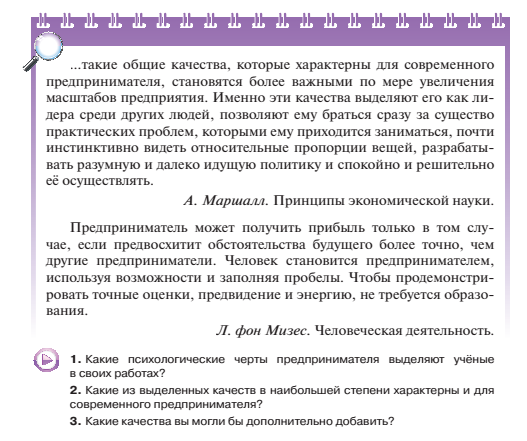 ...такие общие качества, которые характерны для современного
предпринимателя, становятся более важными по мере увеличения
масштабов предприятия. Именно эти качества выделяют его как ли-
дера среди других людей, позволяют ему браться сразу за существо
практических проблем, которыми ему приходится заниматься, почти
инстинктивно видеть относительные пропорции вещей, разрабаты-
вать разумную и далеко идущую политику и спокойно и решительно
её осуществлять.
А. Маршалл. Принципы экономической науки.
Предприниматель может получить прибыль только в том слу-
чае, если предвосхитит обстоятельства будущего более точно, чем
другие предприниматели. Человек становится предпринимателем,
используя возможности и заполняя пробелы. Чтобы продемонстри-
ровать точные оценки, предвидение и энергию, не требуется образо-
вания.
Л. фон Мизес. Человеческая деятельность.
1. Какие психологические черты предпринимателя выделяют учёные
в своих работах?
2. Какие из выделенных качеств в наибольшей степени характерны и для
современного предпринимателя?
3. Какие качества вы могли бы дополнительно добавить?